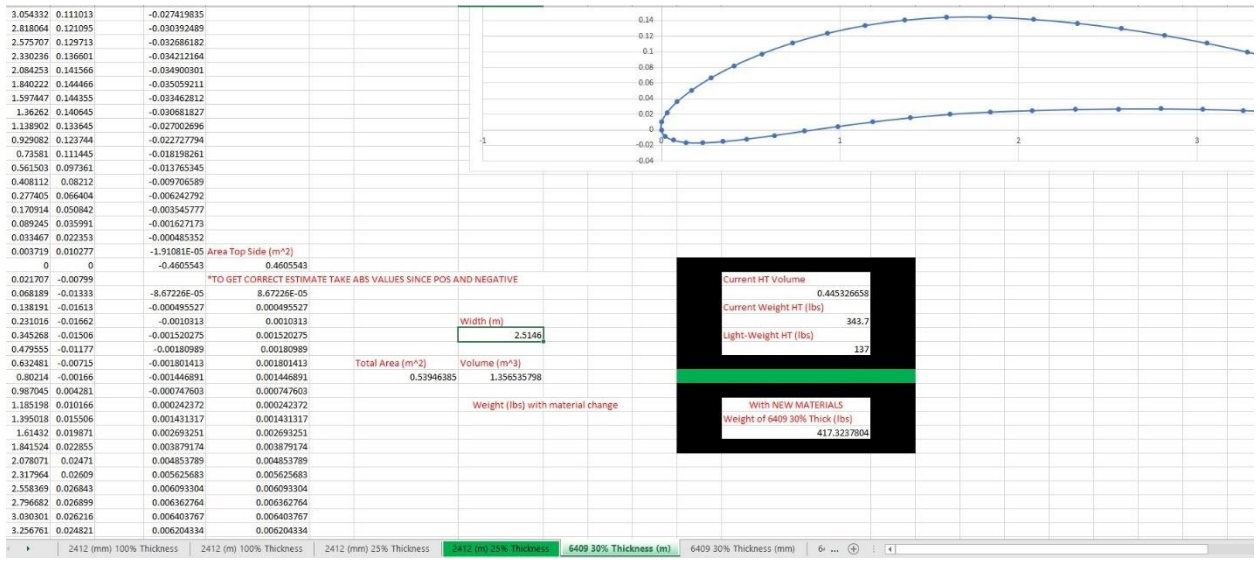 3.054332 0.111013 -0.027419835
2.818064 0.121095 -0.030392489
2.575707 0.129713 -0.032686182
2.330236 0.136601 -0.034212164
2.084253 0.141566 -0.034900301
1.840222 0.144466 -0.035059211
1.597447 0.144355 -0.033462812
1.36262 0.140645 -0.030681827
1.138902 0.133645 -0.027002696
0.929082 0.123744 -0.022727794
0.73581 0.111445 -0.018198261
0.561503 0.097361 -0.013765345
0.408112 0.08212 -0.009706589
0.277405 0.066404 -0.006242792
0.170914 0.050842 -0.003545777
0.089245 0.035991 -0.001627173
0.033467 0.022353 -0.000485352
0.003719 0.010277 -1.91081E-05 Area Top Side (m^2)
0 0 -0.4605543 0.4605543
0.021707 -0.00799 *TO GET CORRECT ESTIMATE TAKE ABS VALUES SINCE POS AND NEGATIVE
0.068189 -0.01333 -8.67226E-05 8.67226E-05
0.138191 -0.01613 -0.000495527 0.000495527
0.231016 -0.01662 -0.0010313 0.0010313 Width (m)
0.345268 -0.01506 -0.001520275 0.001520275 2.5146
0.479555 -0.01177 -0.00180989 0.00180989
0.632481 -0.00715 -0.001801413 0.001801413 Total Area (m^2) Volume (m^3)
0.80214 -0.00166 -0.001446891 0.001446891 0.53946385 1.356535798
0.987045 0.004281 -0.000747603 0.000747603
1.185198 0.010166 0.000242372 0.000242372 Weight (lbs) with material change
1.395018 0.015506 0.001431317 0.001431317
1.61432 0.019871 0.002693251 0.002693251
1.841524 0.022855 0.003879174 0.003879174
2.078071 0.02471 0.004853789 0.004853789
2.317964 0.02609 0.005625683 0.005625683
2.558369 0.026843 0.006093304 0.006093304
2.796682 0.026899 0.006362764 0.006362764
3.030301 0.026216 0.006403767 0.006403767
3.256761 0.024821 0.006204334 0.006204334
0.14
0.12
0.1
0.08
0.06
0.04
0.02
0
-0.02
-0.04
-1 0 1 2 3
Current HT Volume
0.445326658
Current Weight HT (lbs)
343.7
Light-Weight HT (lbs)
137
With NEW MATERIALS
Weight of 6409 30% Thick (lbs)
417.3237804
2412 (mm) 100% Thickness 2412 (m) 100% Thickness 2412 (mm) 25% Thickness 2412 (m) 25% Thickness 6409 30% Thickness (m) 6409 30% Thickness (mm) 6 ...